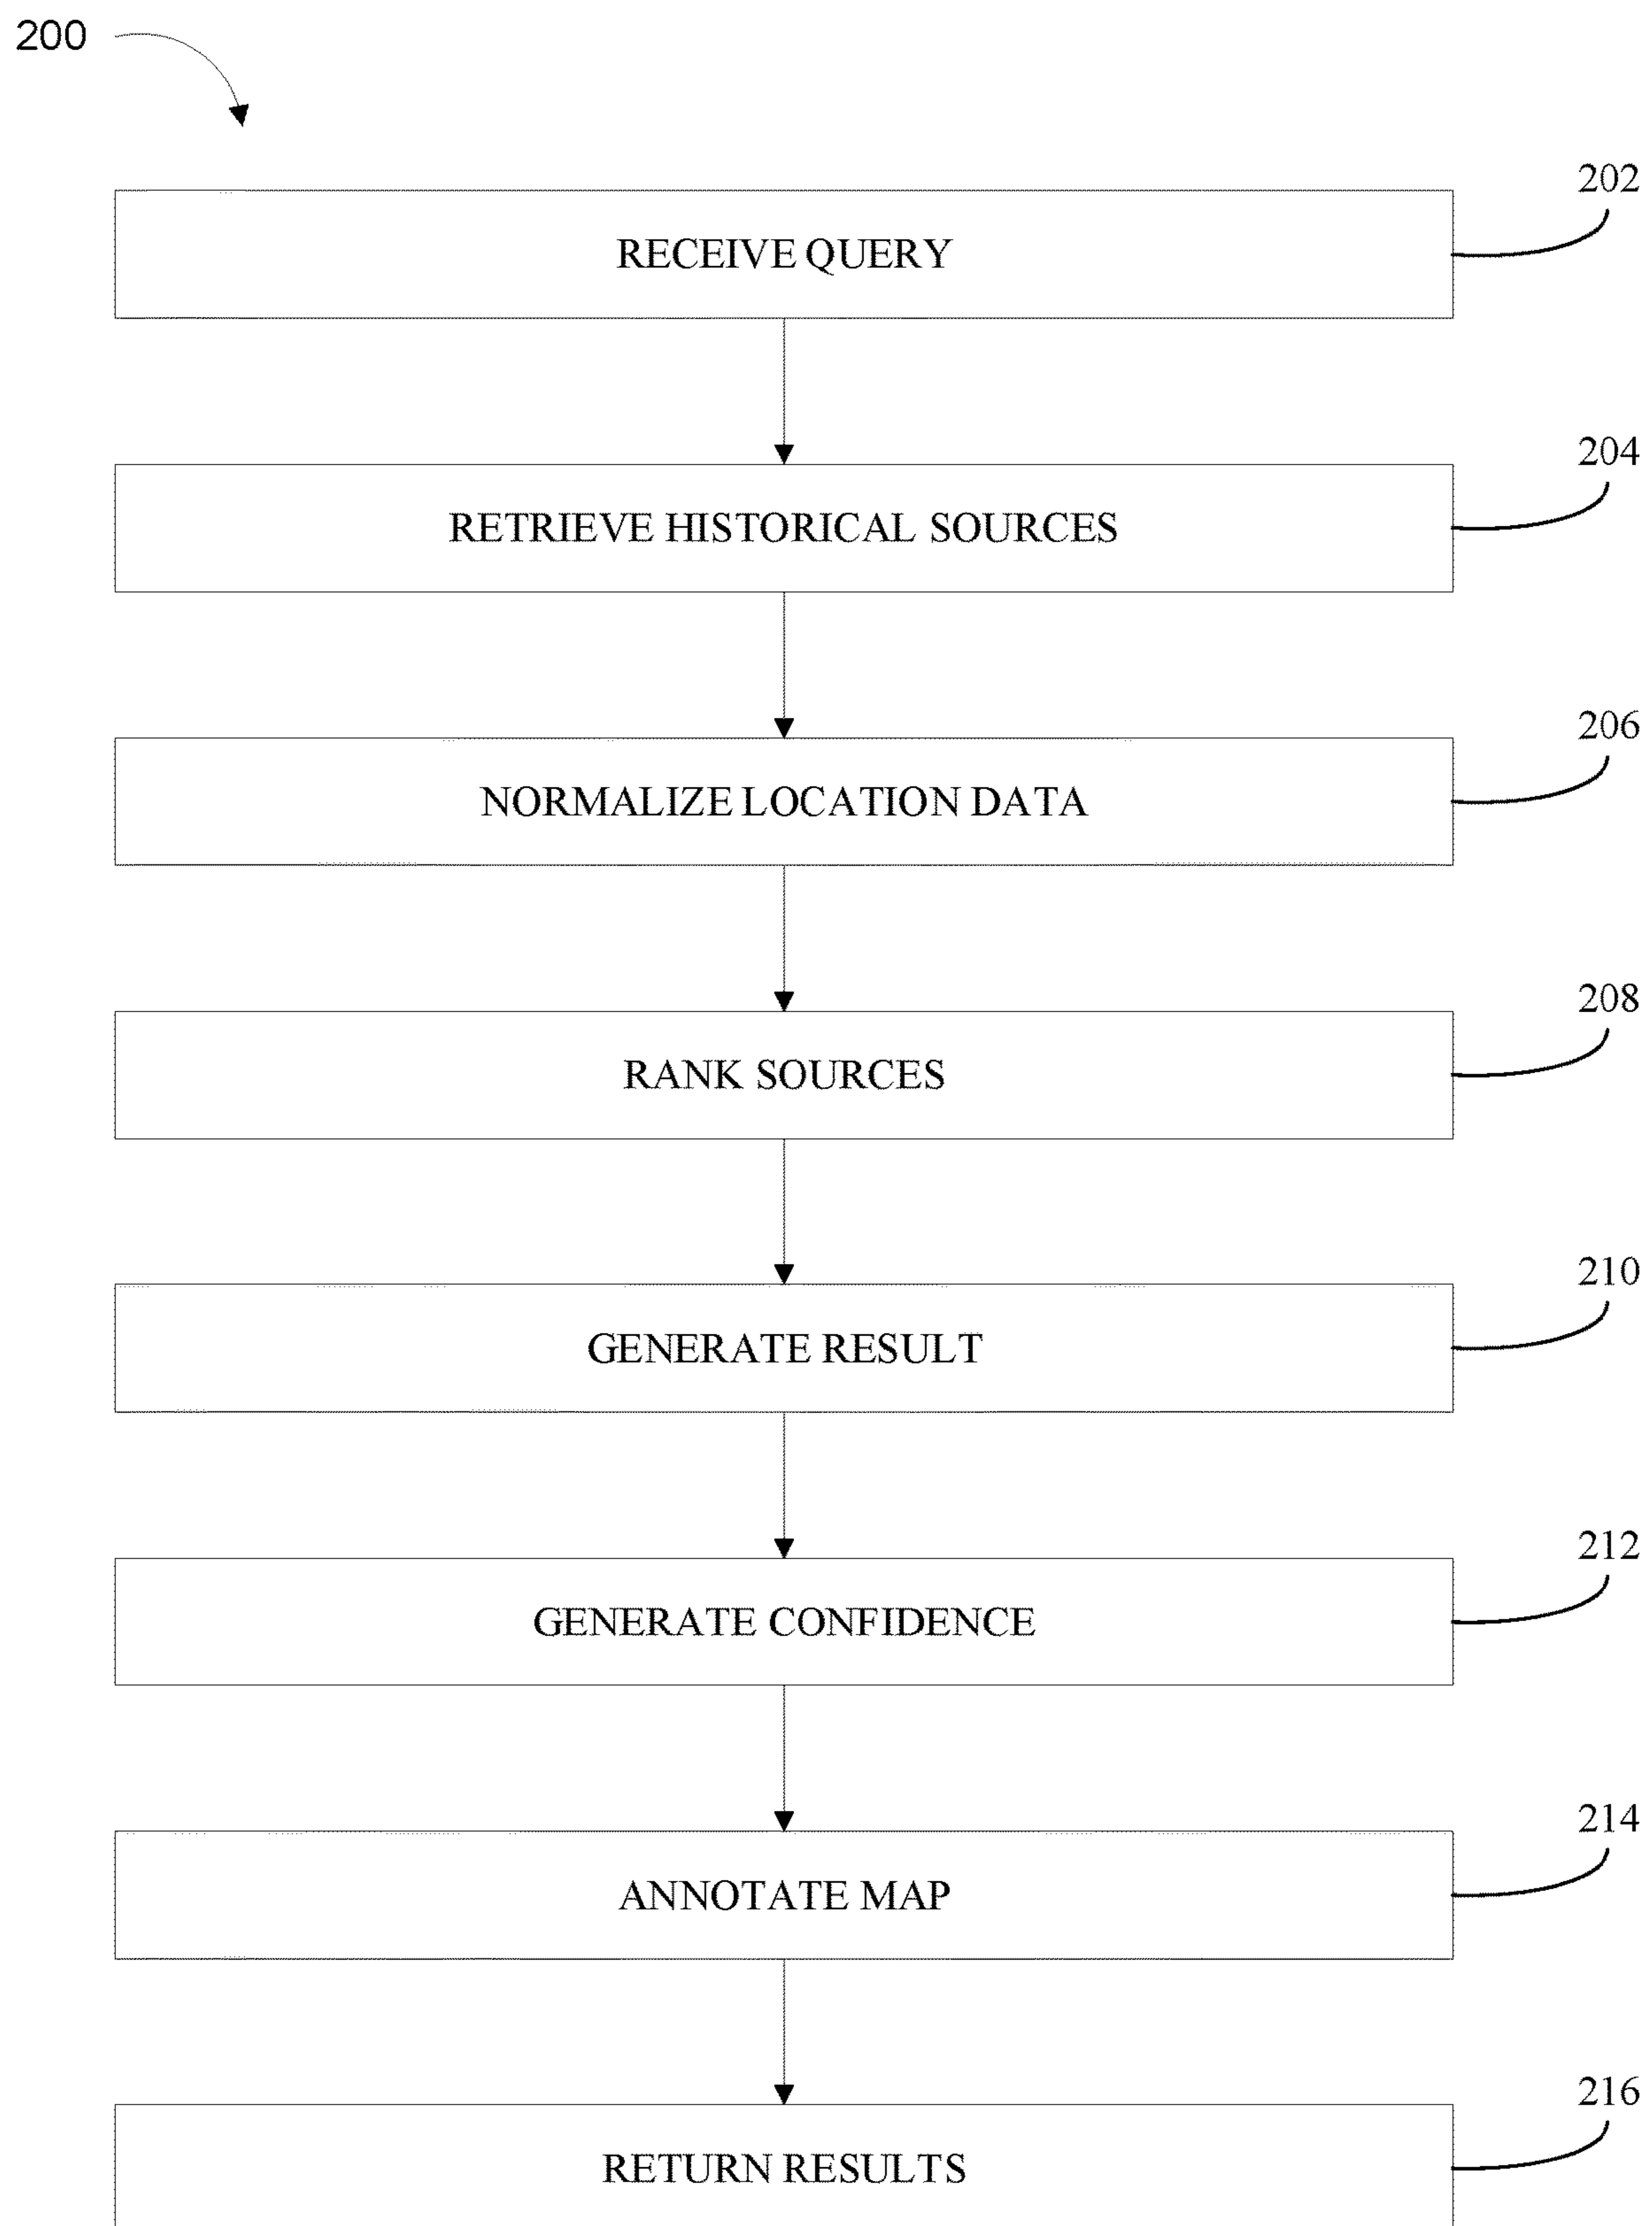 200
202
RECEIVE QUERY
204
RETRIEVE HISTORICAL SOURCES
206
NORMALIZE LOCATION DATA
208
RANK SOURCES
210
GENERATE RESULT
212
GENERATE CONFIDENCE
214
ANNOTATE MAP
216
RETURN RESULTS